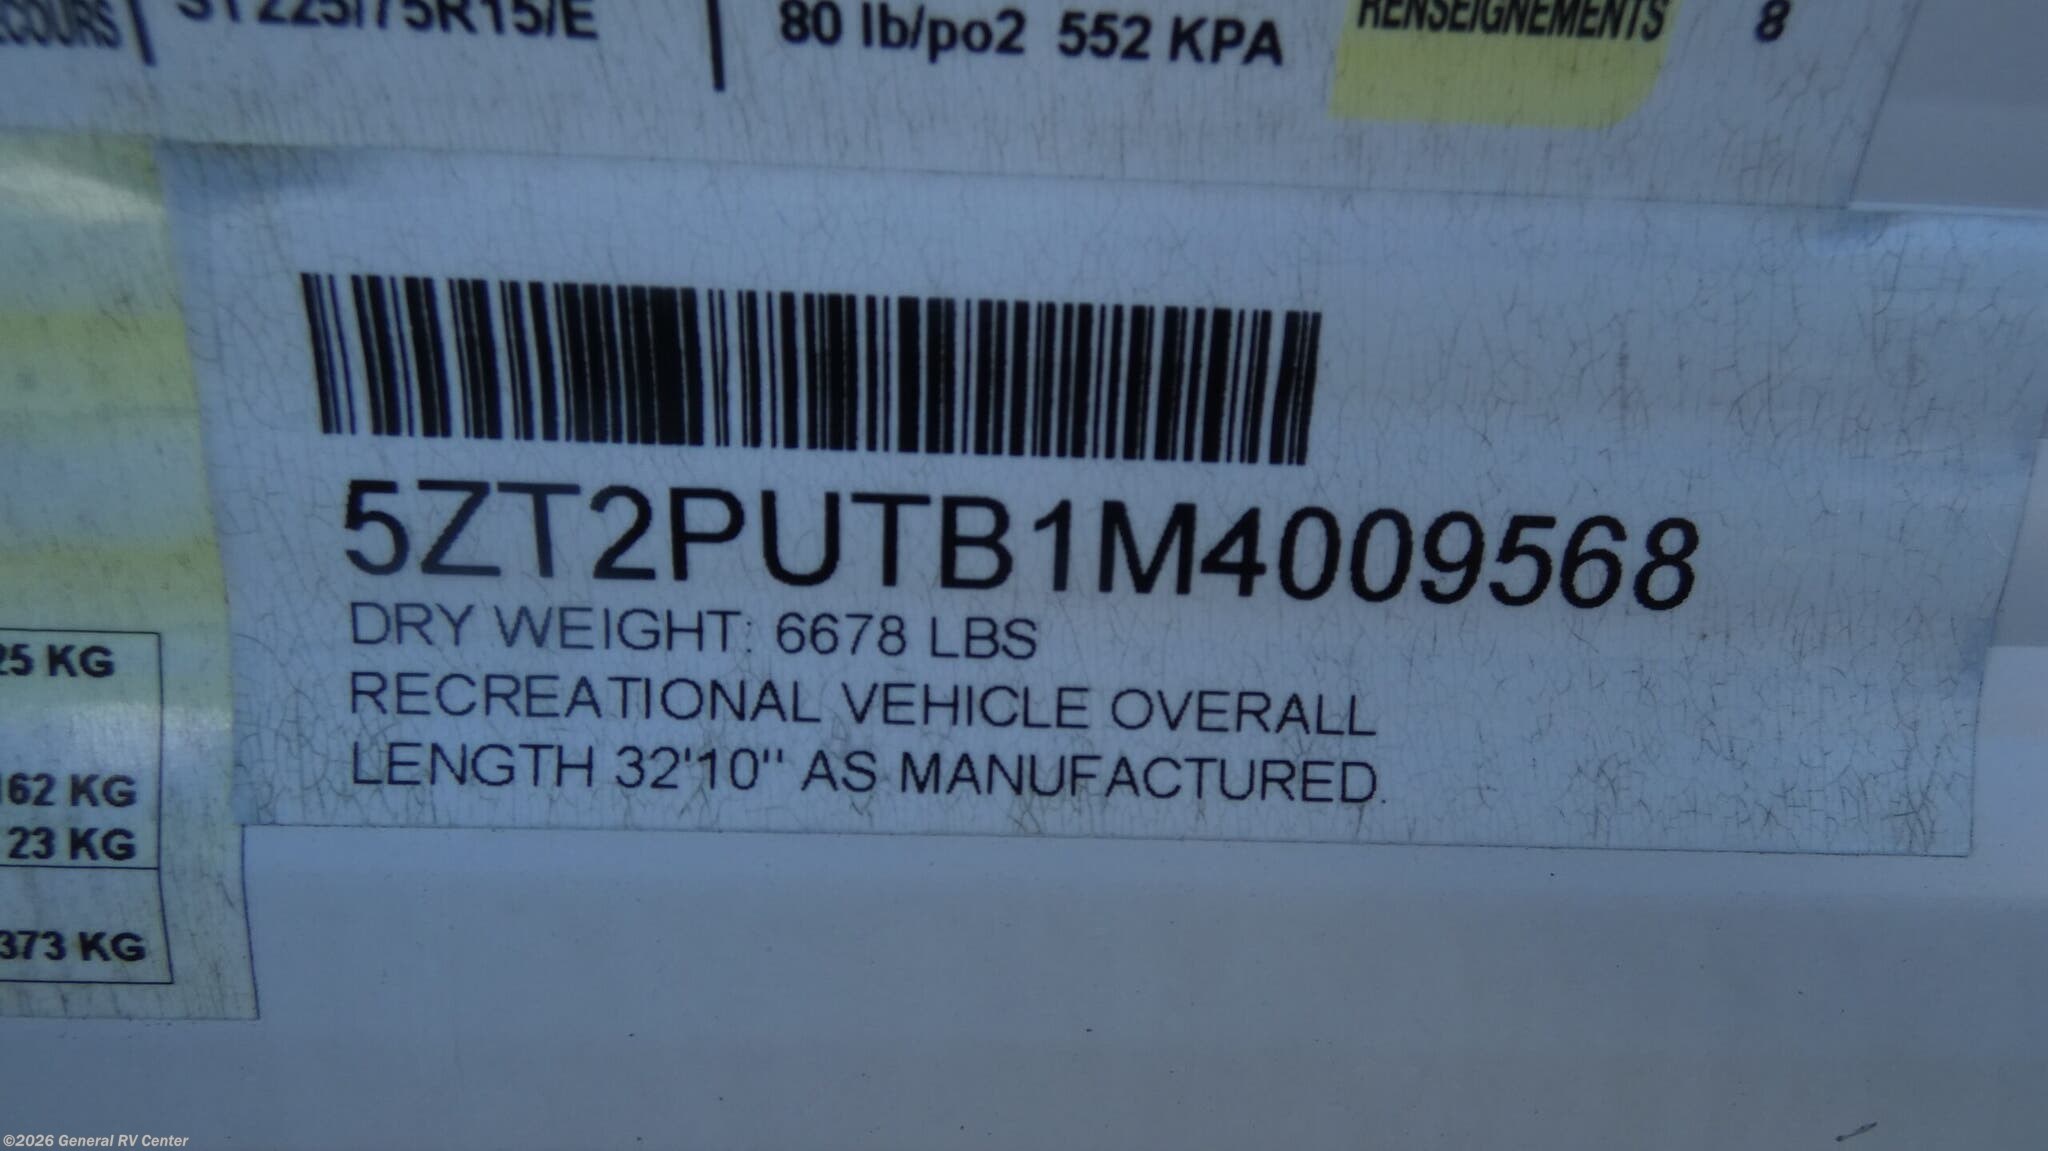 ST225/75R15/E 80 lb/po2 552 KPA RENSEIGNEMENTS 8
5ZT2PUTB1M4009568
DRY WEIGHT: 6678 LBS
RECREATIONAL VEHICLE OVERALL
LENGTH 32'10" AS MANUFACTURED.
25 KG
162 KG
23 KG
373 KG
©2026 General RV Center